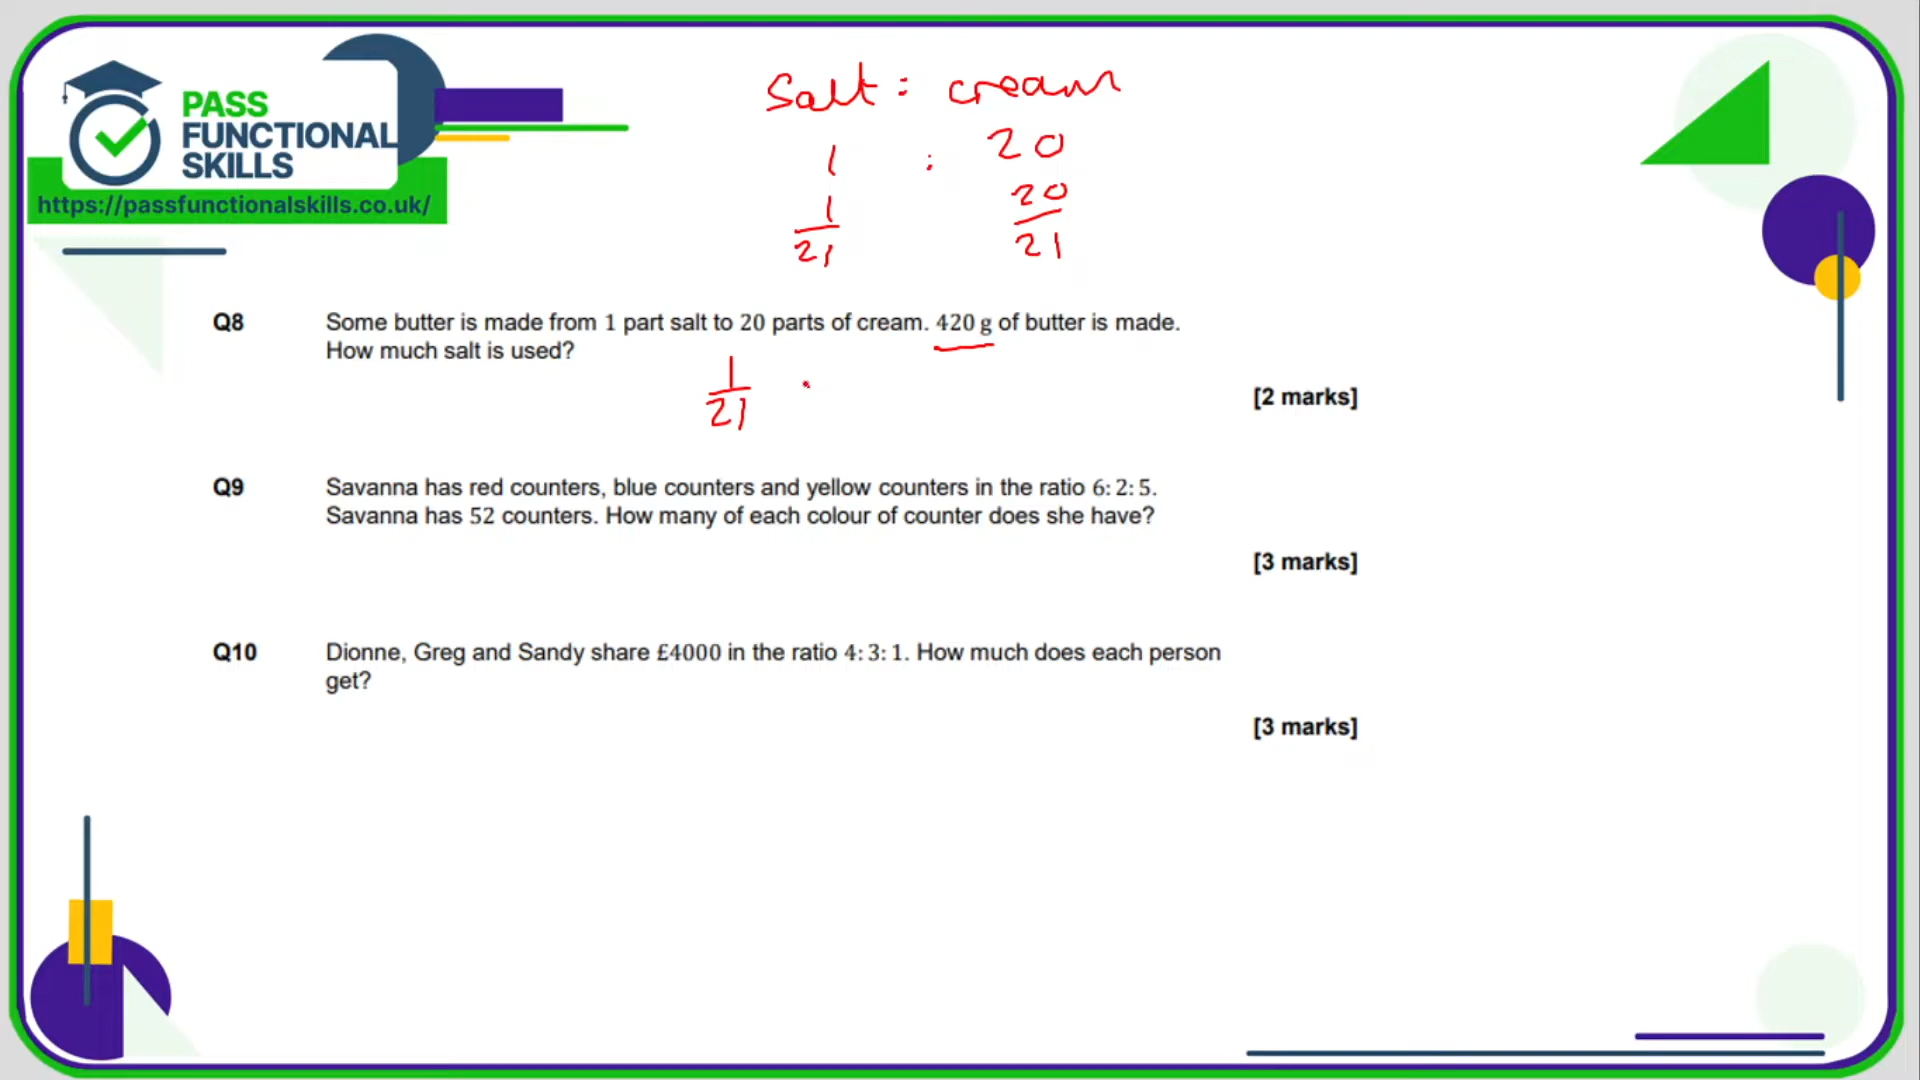 PASS
FUNCTIONAL
SKILLS
https://passfunctionalskills.co.uk/
Salt : cream
1 : 20
1/21 20/21
Q8 Some butter is made from 1 part salt to 20 parts of cream. 420 g of butter is made.
How much salt is used?
1/21
[2 marks]
Q9 Savanna has red counters, blue counters and yellow counters in the ratio 6: 2: 5.
Savanna has 52 counters. How many of each colour of counter does she have?
[3 marks]
Q10 Dionne, Greg and Sandy share £4000 in the ratio 4: 3: 1. How much does each person
get?
[3 marks]